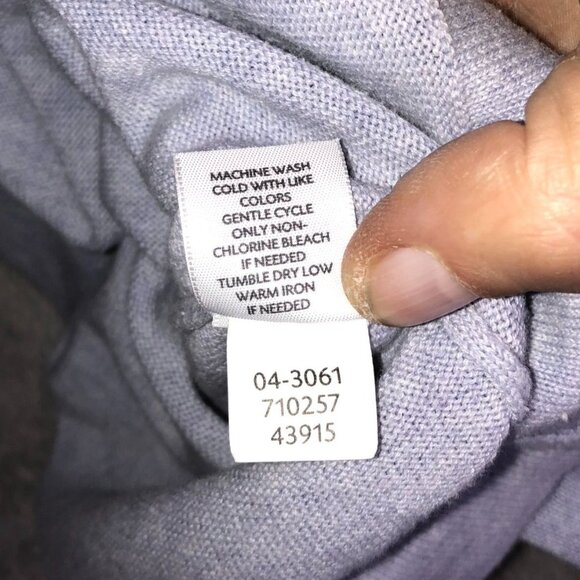 MACHINE WASH
COLD WITH LIKE
COLORS
GENTLE CYCLE
ONLY NON-
CHLORINE BLEACH
IF NEEDED
TUMBLE DRY LOW
WARM IRON
IF NEEDED
04-3061
710257
43915